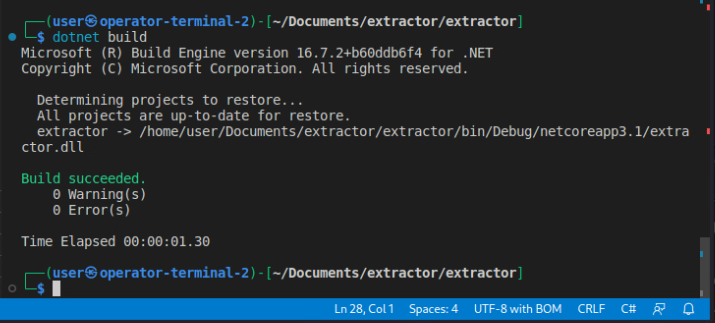 ┌──(user㉿operator-terminal-2)-[~/Documents/extractor/extractor]
└─$ dotnet build
Microsoft (R) Build Engine version 16.7.2+b60ddb6f4 for .NET
Copyright (C) Microsoft Corporation. All rights reserved.
Determining projects to restore...
All projects are up-to-date for restore.
extractor -> /home/user/Documents/extractor/extractor/bin/Debug/netcoreapp3.1/extra
ctor.dll
Build succeeded.
0 Warning(s)
0 Error(s)
Time Elapsed 00:00:01.30
┌──(user㉿operator-terminal-2)-[~/Documents/extractor/extractor]
└─$
Ln 28, Col 1 Spaces: 4 UTF-8 with BOM CRLF C#